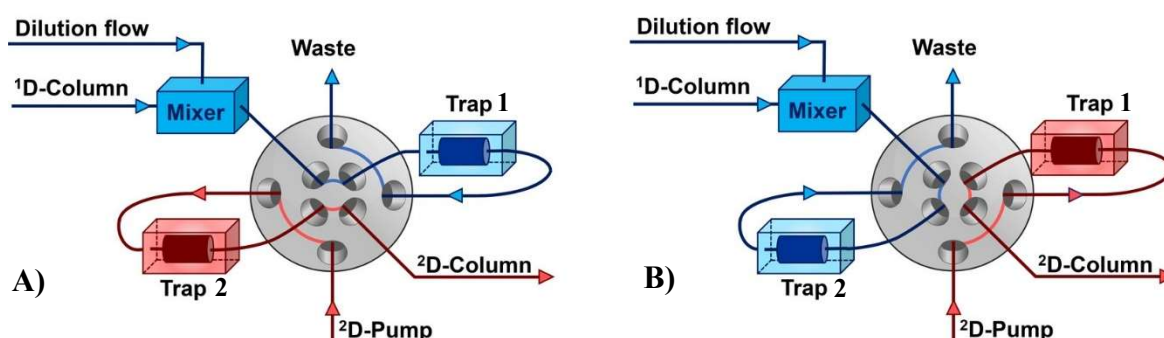 Dilution flow
¹D-Column
Mixer
Waste
Trap 1
Trap 2
²D-Column
²D-Pump
A)
Dilution flow
¹D-Column
Mixer
Waste
Trap 1
Trap 2
²D-Column
²D-Pump
B)